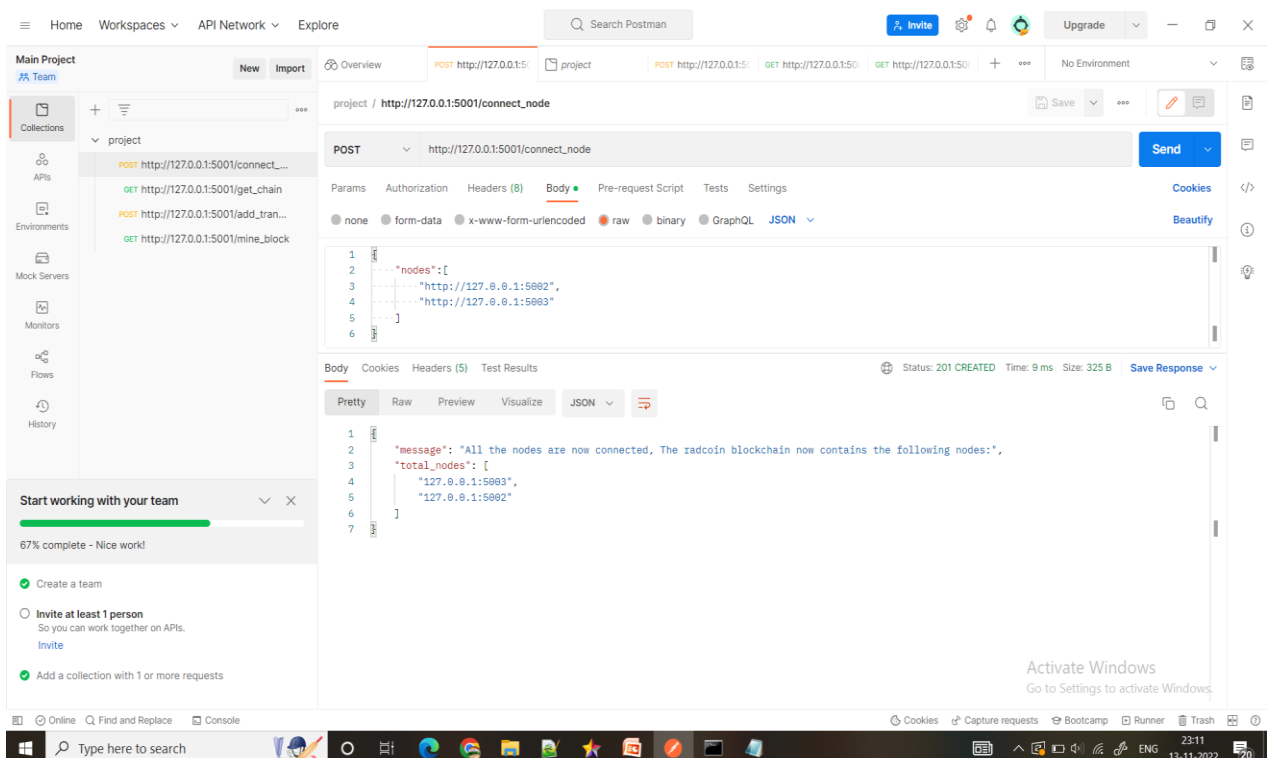 Home Workspaces API Network Explore Search Postman Invite Upgrade
Main Project
Team
New Import
Overview POST http://127.0.0.1:5 project POST http://127.0.0.1:5 GET http://127.0.0.1:50 GET http://127.0.0.1:50 No Environment
Collections
APIs
Environments
Mock Servers
Monitors
Flows
History
project
POST http://127.0.0.1:5001/connect_...
GET http://127.0.0.1:5001/get_chain
POST http://127.0.0.1:5001/add_tran...
GET http://127.0.0.1:5001/mine_block
project / http://127.0.0.1:5001/connect_node Save
POST http://127.0.0.1:5001/connect_node Send
Params Authorization Headers (8) Body Pre-request Script Tests Settings Cookies
none form-data x-www-form-urlencoded raw binary GraphQL JSON Beautify
1 {
2 "nodes":[
3 "http://127.0.0.1:5002",
4 "http://127.0.0.1:5003"
5 ]
6 }
Body Cookies Headers (5) Test Results Status: 201 CREATED Time: 9 ms Size: 325 B Save Response
Pretty Raw Preview Visualize JSON
1 {
2 "message": "All the nodes are now connected, The radcoin blockchain now contains the following nodes:",
3 "total_nodes": [
4 "127.0.0.1:5003",
5 "127.0.0.1:5002"
6 ]
7 }
Start working with your team
67% complete - Nice work!
Create a team
Invite at least 1 person
So you can work together on APIs.
Invite
Add a collection with 1 or more requests
Activate Windows
Go to Settings to activate Windows.
Online Find and Replace Console Cookies Capture requests Bootcamp Runner Trash
Type here to search ENG 23:11
13-11-2022 20